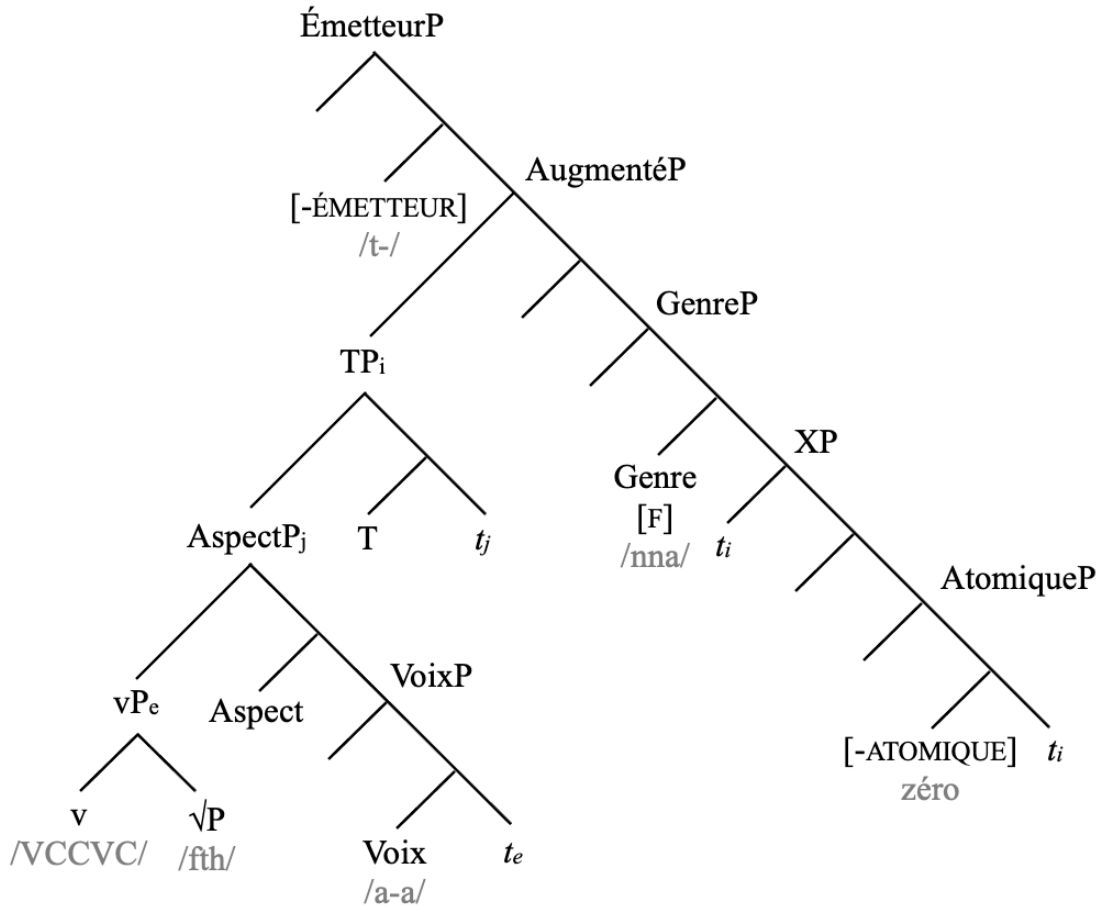 ÉmetteurP
AugmentéP
[-ÉMETTEUR]
/t-/
GenreP
TPi
XP
Genre
[F]
/nna/
ti
AspectPj
T
tj
AtomiqueP
vPe
Aspect
VoixP
[-ATOMIQUE]
zéro
ti
v
/VCCVC/
√P
/fth/
Voix
/a-a/
te